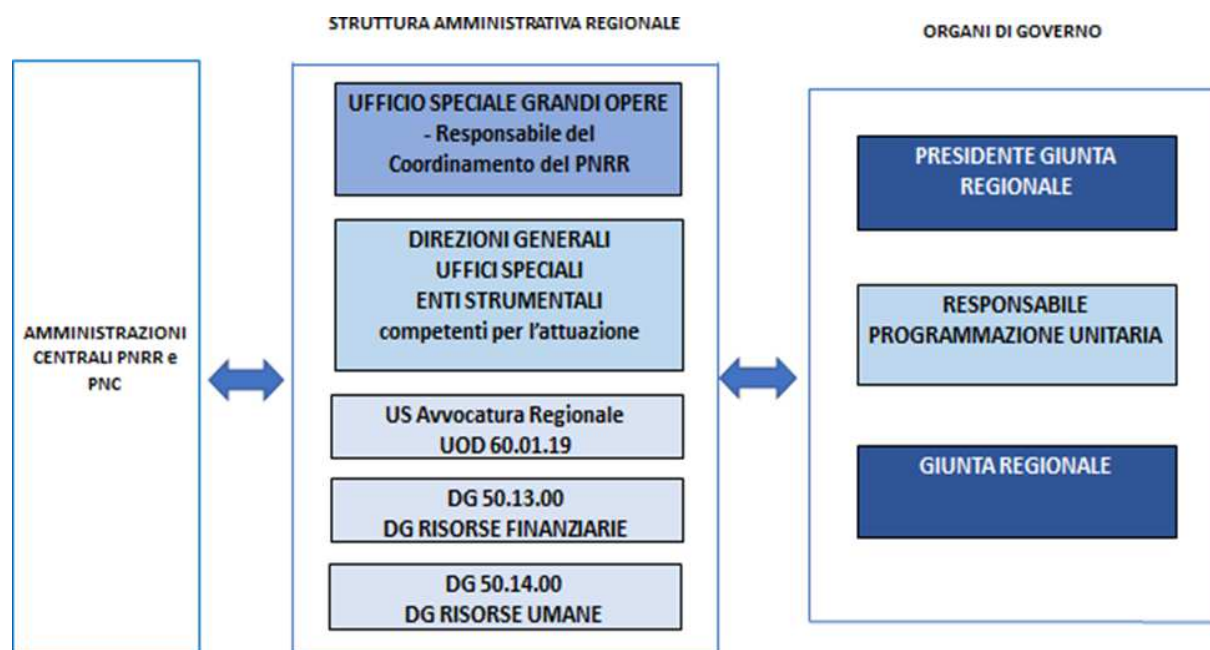 STRUTTURA AMMINISTRATIVA REGIONALE
ORGANI DI GOVERNO
AMMINISTRAZIONI
CENTRALI PNRR e
PNC
UFFICIO SPECIALE GRANDI OPERE
- Responsabile del
Coordinamento del PNRR
DIREZIONI GENERALI
UFFICI SPECIALI
ENTI STRUMENTALI
competenti per l'attuazione
US Avvocatura Regionale
UOD 60.01.19
DG 50.13.00
DG RISORSE FINANZIARIE
DG 50.14.00
DG RISORSE UMANE
PRESIDENTE GIUNTA
REGIONALE
RESPONSABILE
PROGRAMMAZIONE UNITARIA
GIUNTA REGIONALE